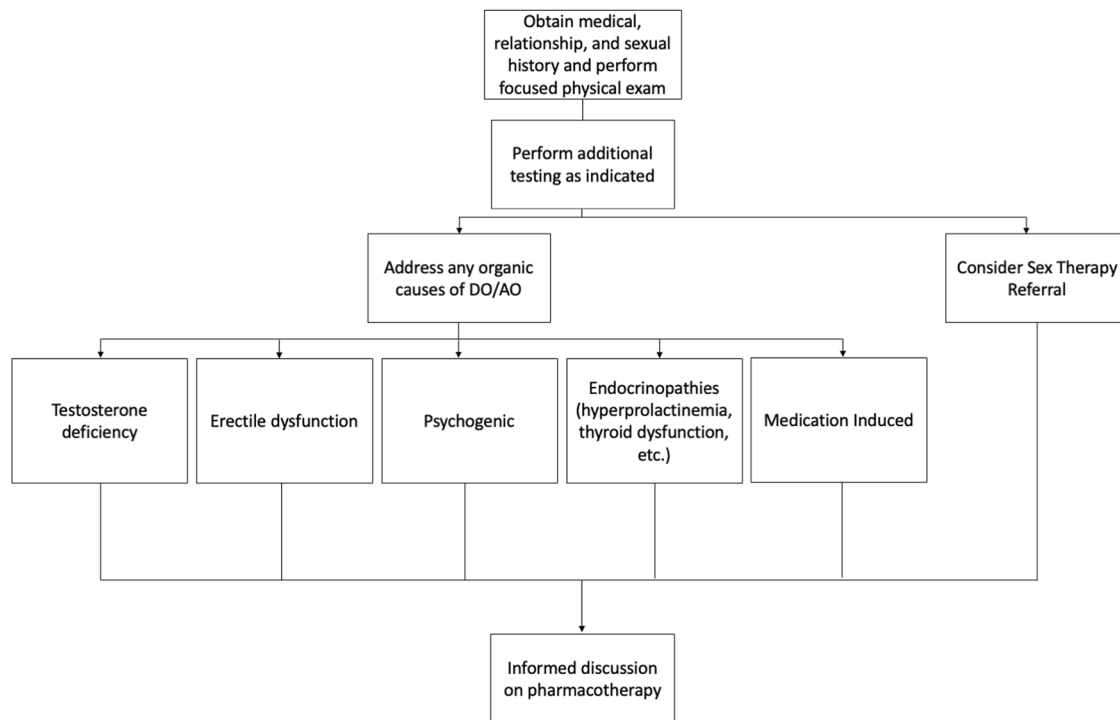 Obtain medical,
relationship, and sexual
history and perform
focused physical exam
Perform additional
testing as indicated
Address any organic
causes of DO/AO
Consider Sex Therapy
Referral
Testosterone
deficiency
Erectile dysfunction
Psychogenic
Endocrinopathies
(hyperprolactinemia,
thyroid dysfunction,
etc.)
Medication Induced
Informed discussion
on pharmacotherapy